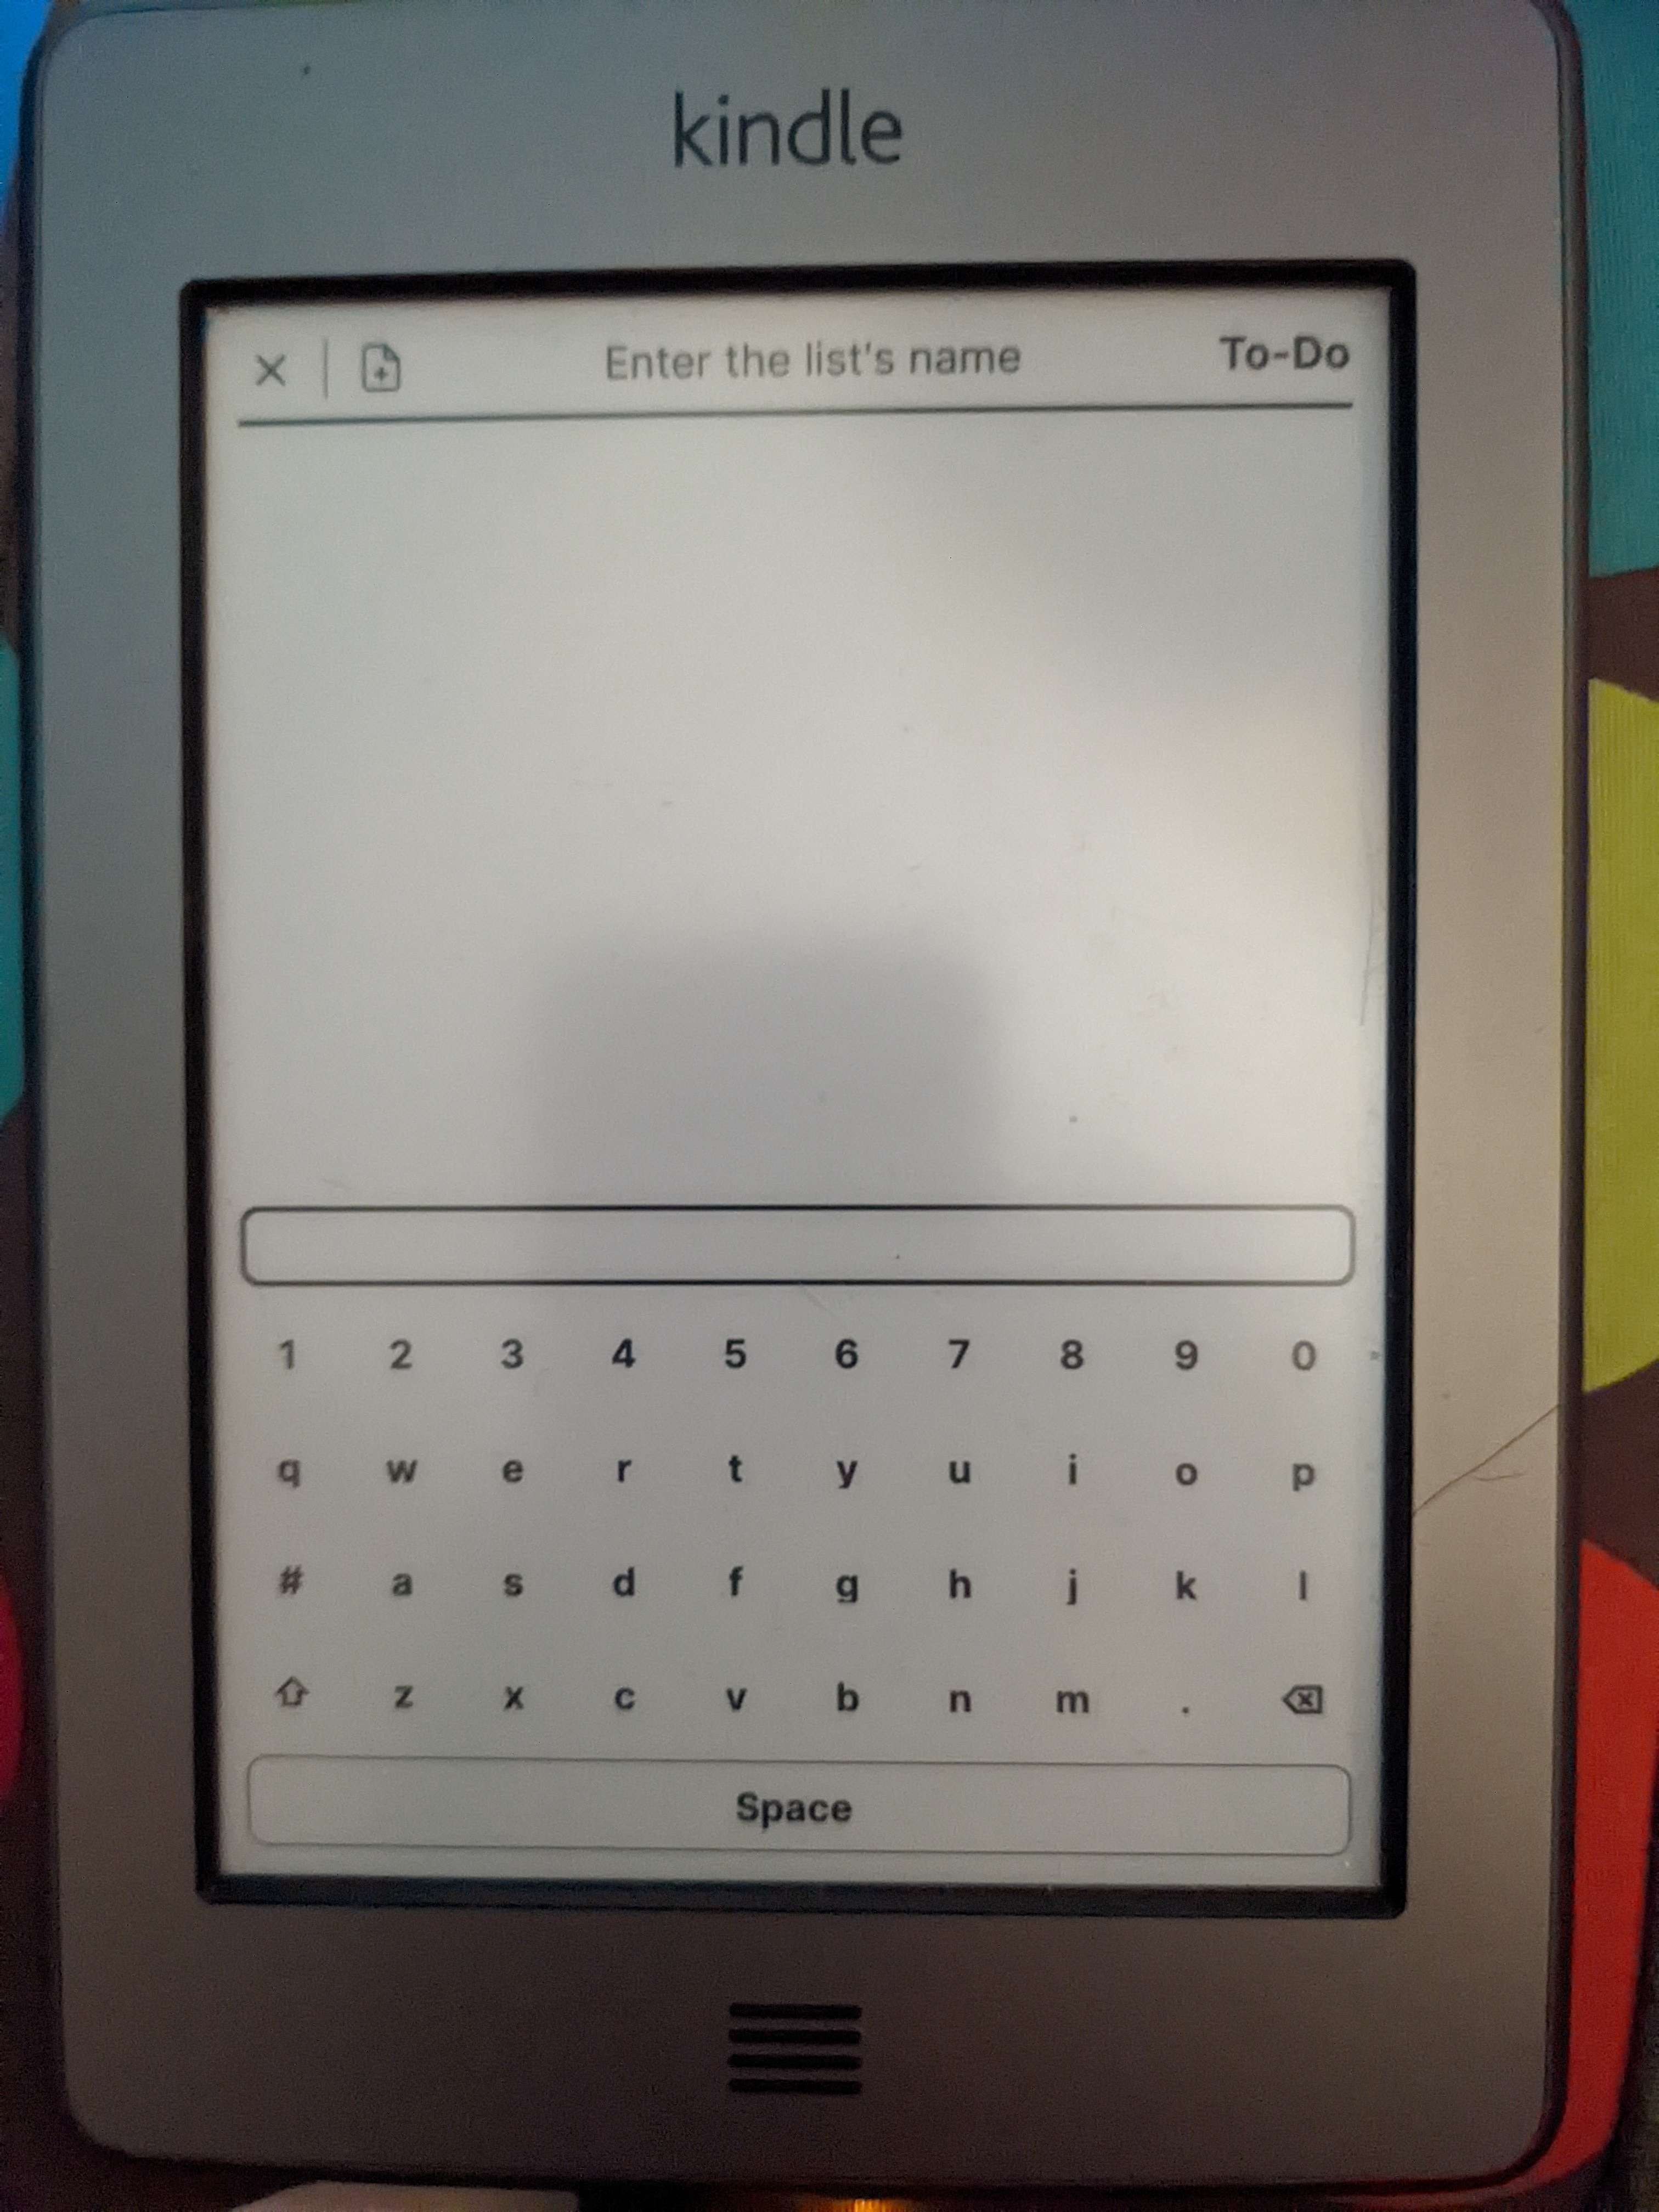 kindle
Enter the list's name To-Do
1 2 3 4 5 6 7 8 9 0
q w e r t y u i o p
# a s d f g h j k l
z x c v b n m .
Space